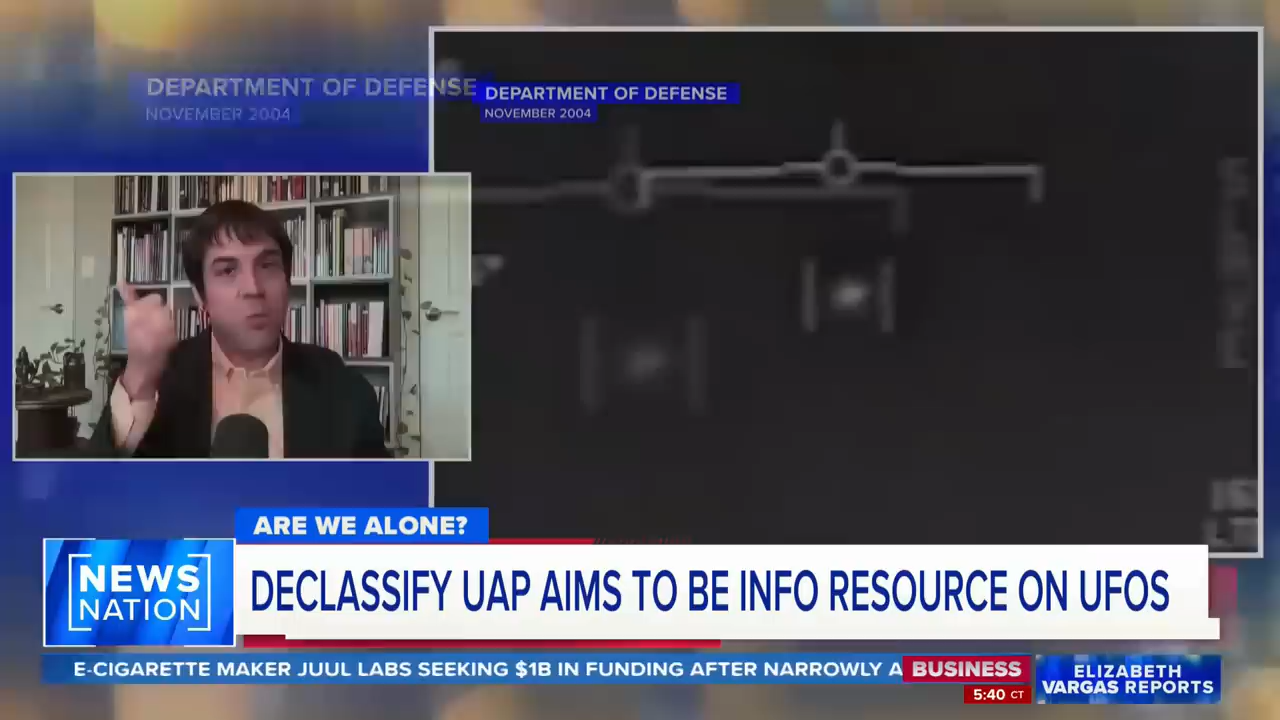 DEPARTMENT OF DEFENSE
NOVEMBER 2004
DEPARTMENT OF DEFENSE
NOVEMBER 2004
ARE WE ALONE?
NEWS
NATION
DECLASSIFY UAP AIMS TO BE INFO RESOURCE ON UFOS
E-CIGARETTE MAKER JUUL LABS SEEKING $1B IN FUNDING AFTER NARROWLY A
BUSINESS
5:40 CT
ELIZABETH
VARGAS REPORTS